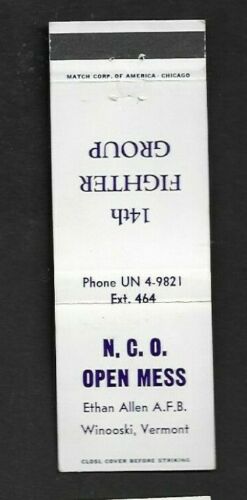 MATCH CORP. OF AMERICA - CHICAGO
14th
FIGHTER
GROUP
Phone UN 4-9821
Ext. 464
N. C. O.
OPEN MESS
Ethan Allen A.F.B.
Winooski, Vermont
CLOSE COVER BEFORE STRIKING